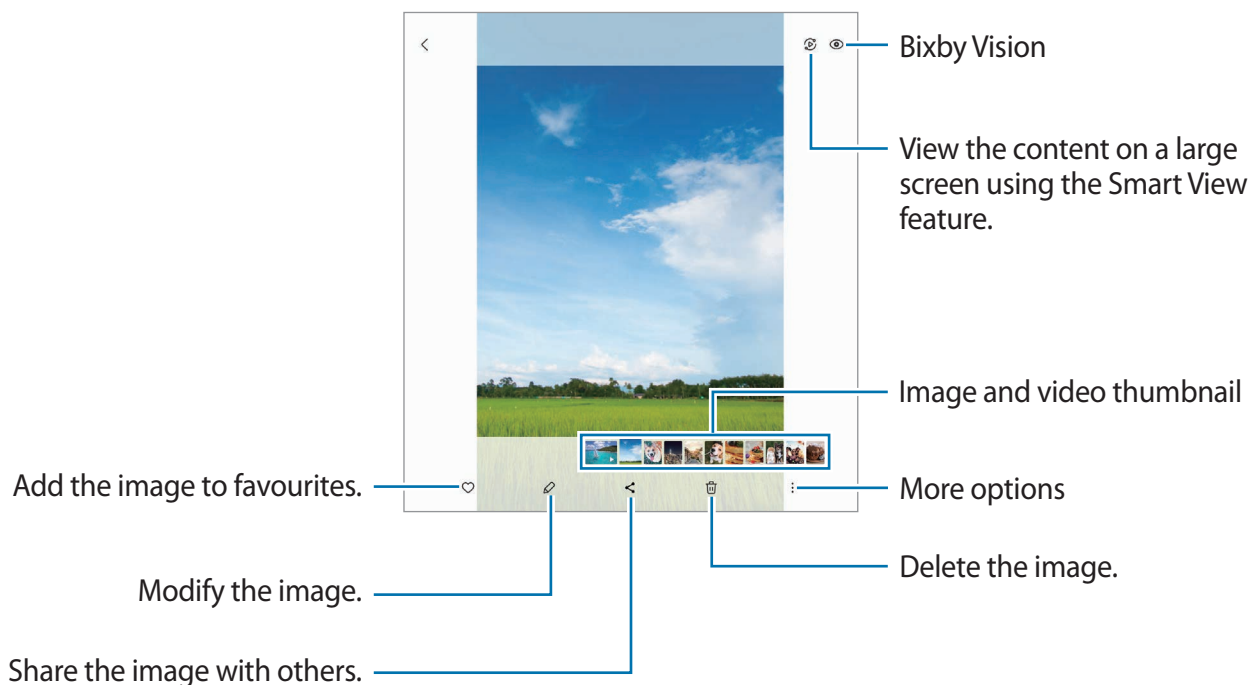 Bixby Vision
View the content on a large
screen using the Smart View
feature.
Image and video thumbnail
Add the image to favourites.
More options
Delete the image.
Modify the image.
Share the image with others.